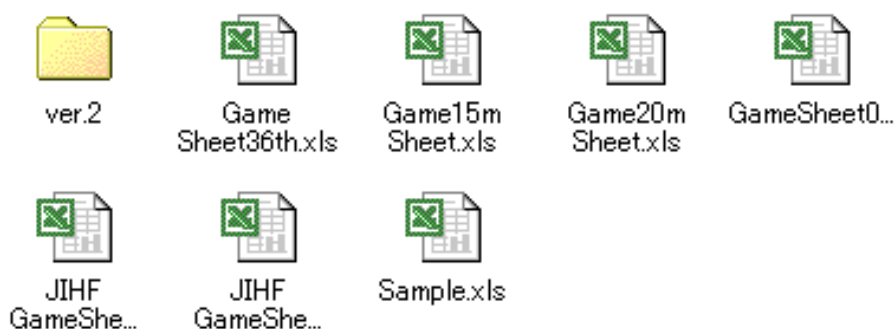 ver.2
Game
Sheet36th.xls
Game15m
Sheet.xls
Game20m
Sheet.xls
GameSheet0...
JIHF
GameShe...
JIHF
GameShe...
Sample.xls